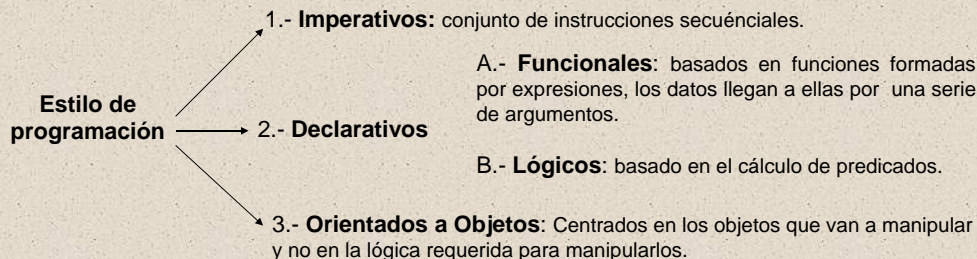 1.- Imperativos: conjunto de instrucciones secuénciales.
A.- Funcionales: basados en funciones formadas
por expresiones, los datos llegan a ellas por una serie
de argumentos.
Estilo de
programación
2.- Declarativos
B.- Lógicos: basado en el cálculo de predicados.
3.- Orientados a Objetos: Centrados en los objetos que van a manipular
y no en la lógica requerida para manipularlos.